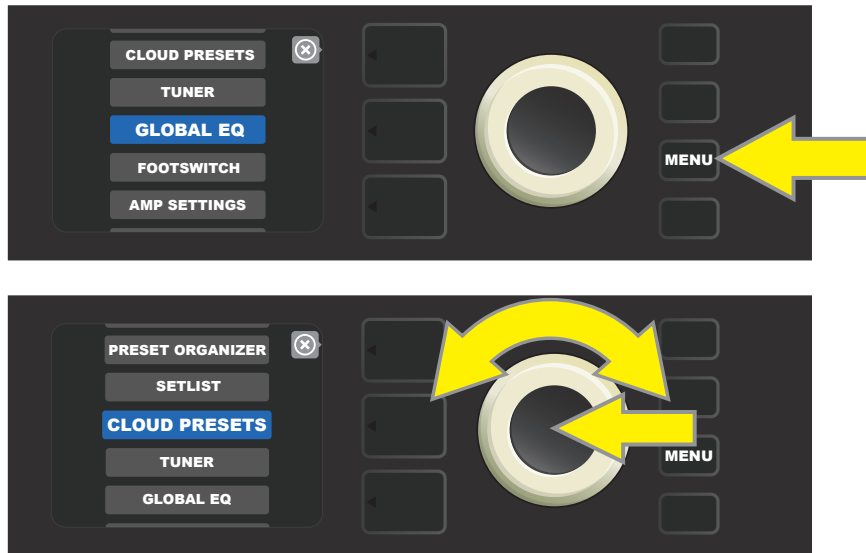 CLOUD PRESETS
TUNER
GLOBAL EQ
FOOTSWITCH
AMP SETTINGS
MENU
PRESET ORGANIZER
SETLIST
CLOUD PRESETS
TUNER
GLOBAL EQ
MENU